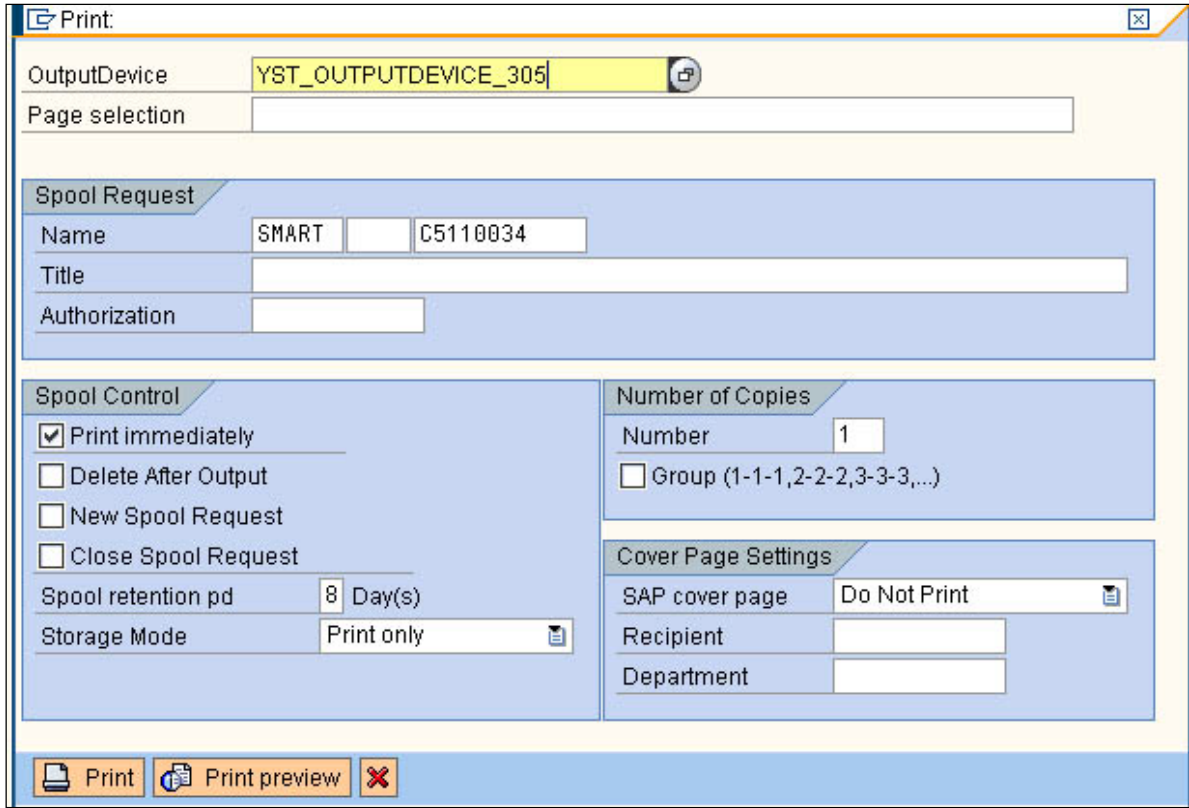 Print:
OutputDevice YST_OUTPUTDEVICE_305
Page selection
Spool Request
Name SMART C5110034
Title
Authorization
Spool Control
Print immediately
Delete After Output
New Spool Request
Close Spool Request
Spool retention pd 8 Day(s)
Storage Mode Print only
Number of Copies
Number 1
Group (1-1-1,2-2-2,3-3-3,...)
Cover Page Settings
SAP cover page Do Not Print
Recipient
Department
Print Print preview